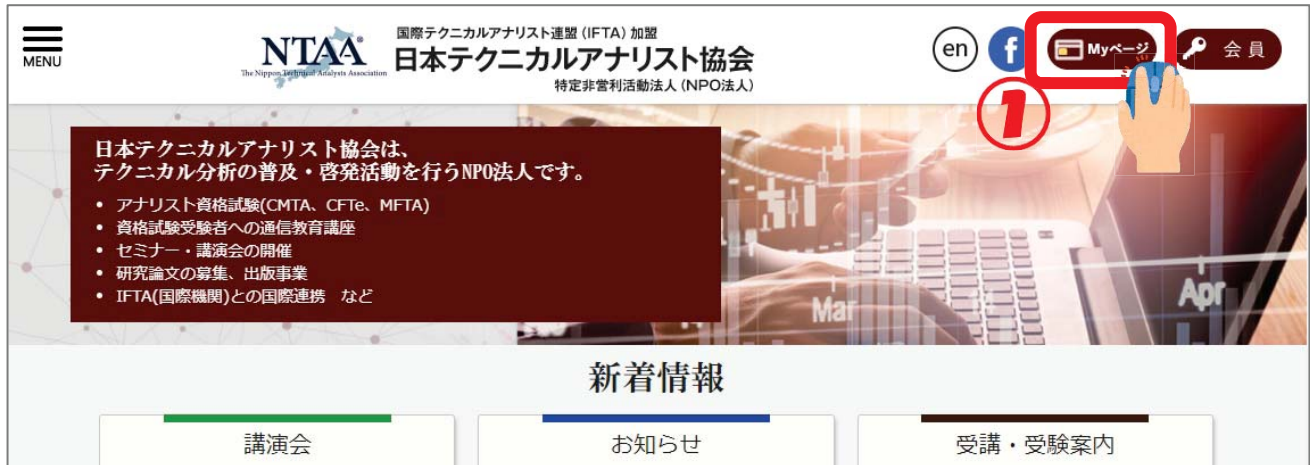 MENU
NTAA
The Nippon Technical Analysts Association
国際テクニカルアナリスト連盟 (IFTA) 加盟
日本テクニカルアナリスト協会
特定非営利活動法人 (NPO法人)
en
f
Myページ
会員
①
日本テクニカルアナリスト協会は、
テクニカル分析の普及・啓発活動を行うNPO法人です。
• アナリスト資格試験(CMTA、CFTe、MFTA)
• 資格試験受験者への通信教育講座
• セミナー・講演会の開催
• 研究論文の募集、出版事業
• IFTA(国際機関)との国際連携 など
Mar
Apr
新着情報
講演会
お知らせ
受講・受験案内